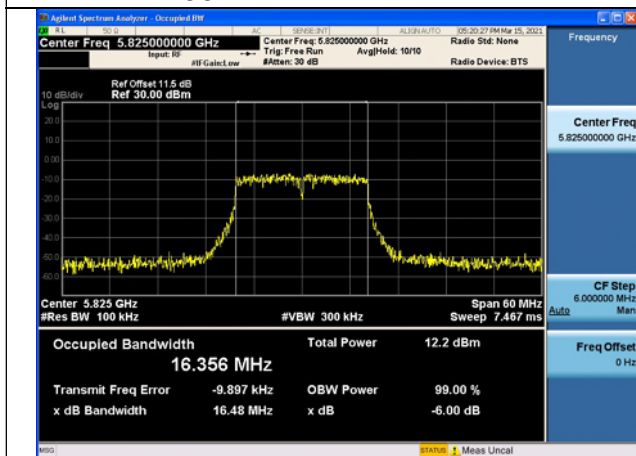 Agilent Spectrum Analyzer - Occupied BW
RL 50 Ω AC SENSE:INT ALIGN AUTO 05:20:27 PM Mar 15, 2021
Center Freq 5.825000000 GHz Center Freq: 5.825000000 GHz Radio Std: None
Input: RF Trig: Free Run Avg|Hold: 10/10
#IFGain:Low #Atten: 30 dB Radio Device: BTS
Ref Offset 11.5 dB
10 dB/div Ref 30.00 dBm
Log
20.0
10.0
0.00
-10.0
-20.0
-30.0
-40.0
-50.0
-60.0
Center 5.825 GHz Span 60 MHz
#Res BW 100 kHz #VBW 300 kHz Sweep 7.467 ms
Occupied Bandwidth Total Power 12.2 dBm
16.356 MHz
Transmit Freq Error -9.897 kHz OBW Power 99.00 %
x dB Bandwidth 16.48 MHz x dB -6.00 dB
Frequency
Center Freq
5.825000000 GHz
CF Step
6.000000 MHz
Auto Man
Freq Offset
0 Hz
MSG STATUS Meas Uncal